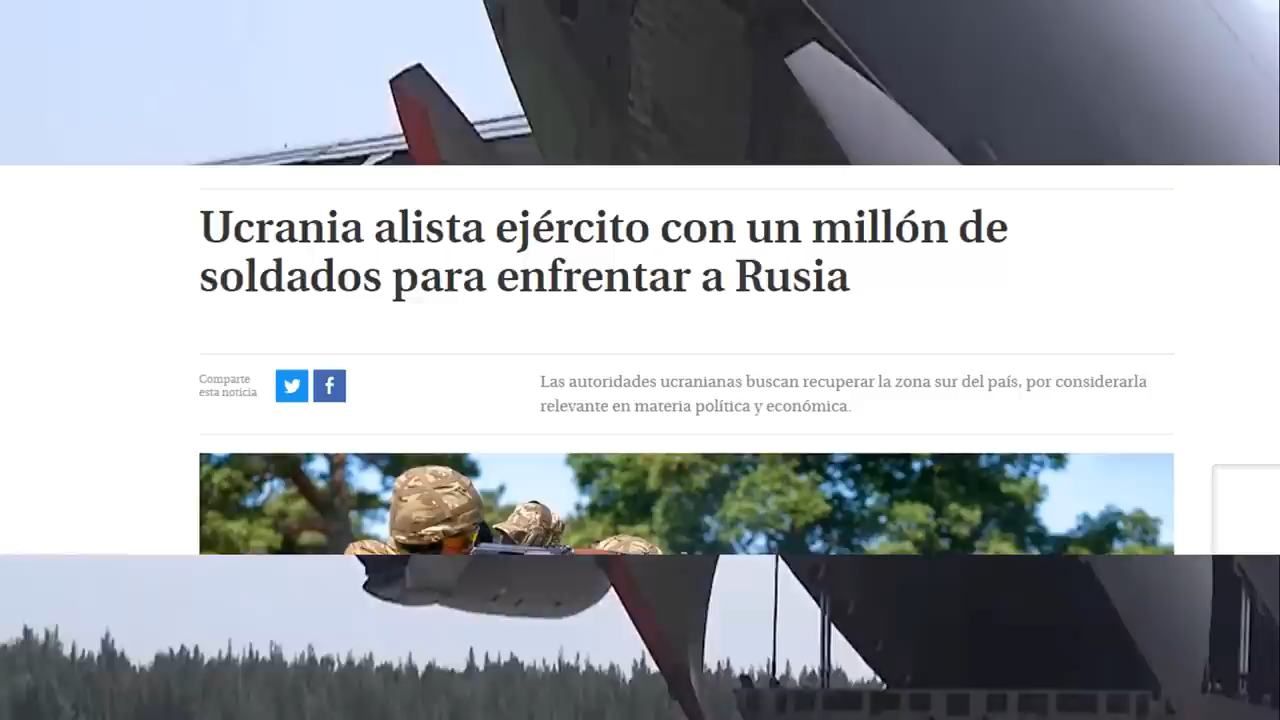 Ucrania alista ejército con un millón de
soldados para enfrentar a Rusia
Comparte
esta noticia
Las autoridades ucranianas buscan recuperar la zona sur del país, por considerarla
relevante en materia política y económica.